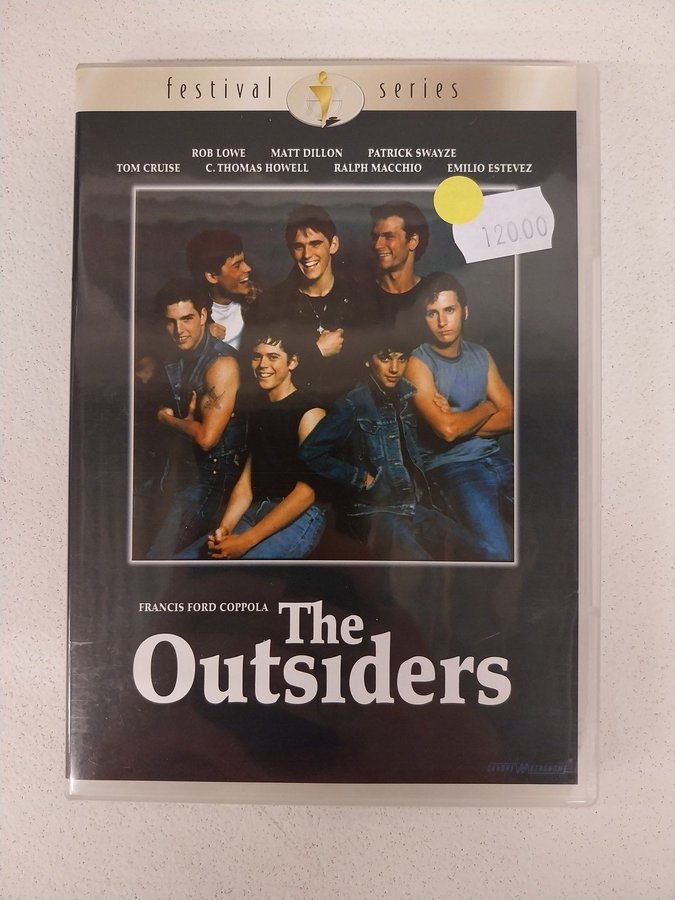 festival series
ROB LOWE MATT DILLON PATRICK SWAYZE
TOM CRUISE C. THOMAS HOWELL RALPH MACCHIO EMILIO ESTEVEZ
120.00
FRANCIS FORD COPPOLA
The
Outsiders